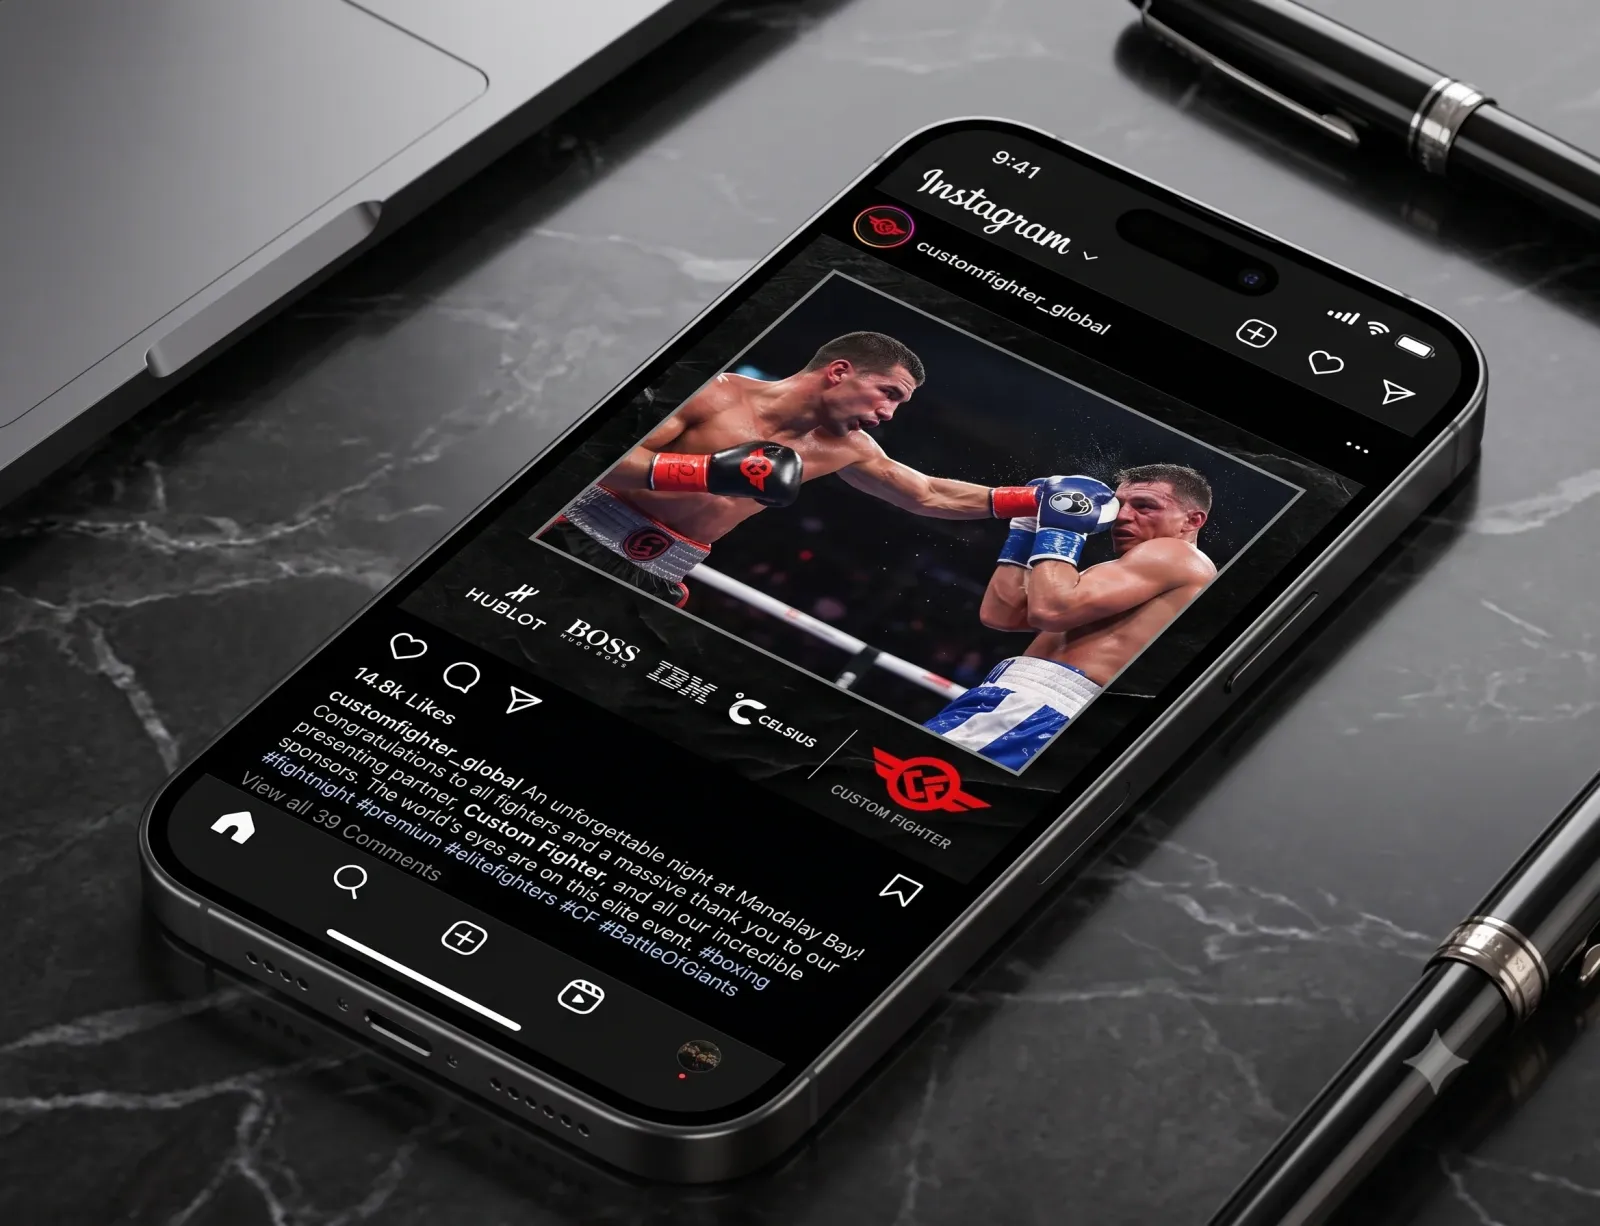 9:41
Instagram
customfighter_global
HUBLOT
BOSS
HUGO BOSS
IBM
CELSIUS
CF
CUSTOM FIGHTER
14.8k Likes
customfighter_global An unforgettable night at Mandalay Bay!
Congratulations to all fighters and a massive thank you to our
presenting partner, Custom Fighter, and all our incredible
sponsors. The world's eyes are on this elite event. #boxing
#fightnight #premium #elitefighters #CF #BattleOfGiants
View all 39 Comments